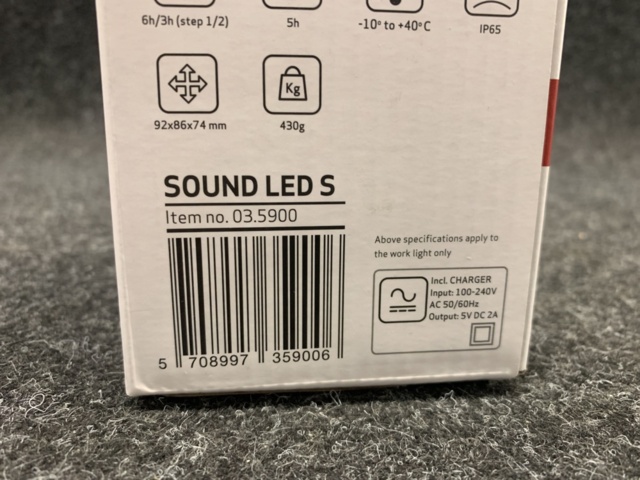 6h/3h (step 1/2)
5h
-10° to +40°C
IP65
Kg
92x86x74 mm
430g
SOUND LED S
Item no. 03.5900
Above specifications apply to
the work light only
Incl. CHARGER
Input: 100-240V
AC 50/60Hz
Output: 5V DC 2A
5 708997 359006